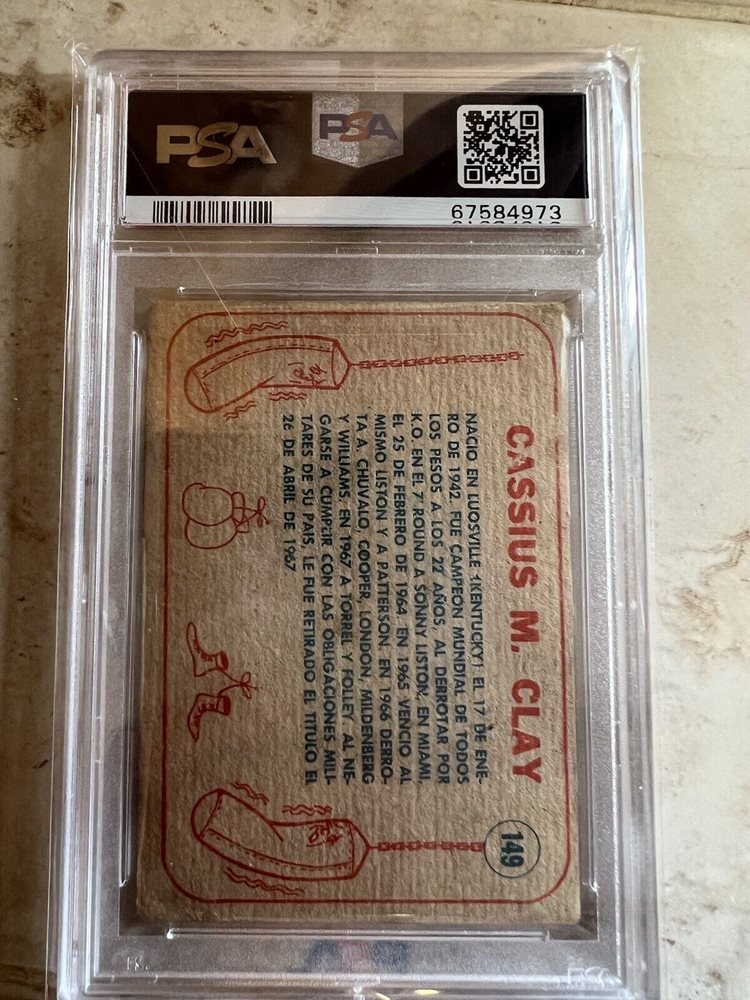 PSA
PSA
67584973
CASSIUS M. CLAY
149
NACIO EN LUOSVILLE (KENTUCKY) EL 17 DE ENE-
RO DE 1942. FUE CAMPEON MUNDIAL DE TODOS
LOS PESOS A LOS 22 AÑOS, AL DERROTAR POR
K.O. EN EL 7 ROUND A SONNY LISTON, EN MIAMI,
EL 25 DE FEBRERO DE 1964. EN 1965 VENCIO AL
MISMO LISTON Y A PATTERSON. EN 1966 DERRO-
TA A. CHUVALO, COOPER, LONDON, MILDENBERG
Y WILLIAMS. EN 1967 A TORREL Y FOLLEY. AL NE-
GARSE A CUMPLIR CON LAS OBLIGACIONES MILI-
TARES DE SU PAIS, LE FUE RETIRADO EL TITULO EL
26 DE ABRIL DE 1967